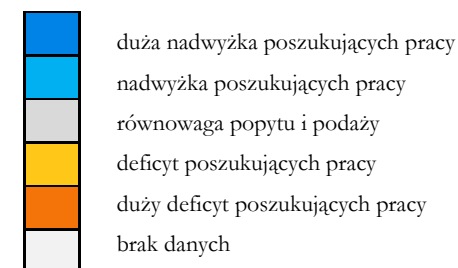 duża nadwyżka poszukujących pracy
nadwyżka poszukujących pracy
równowaga popytu i podaży
deficyt poszukujących pracy
duży deficyt poszukujących pracy
brak danych